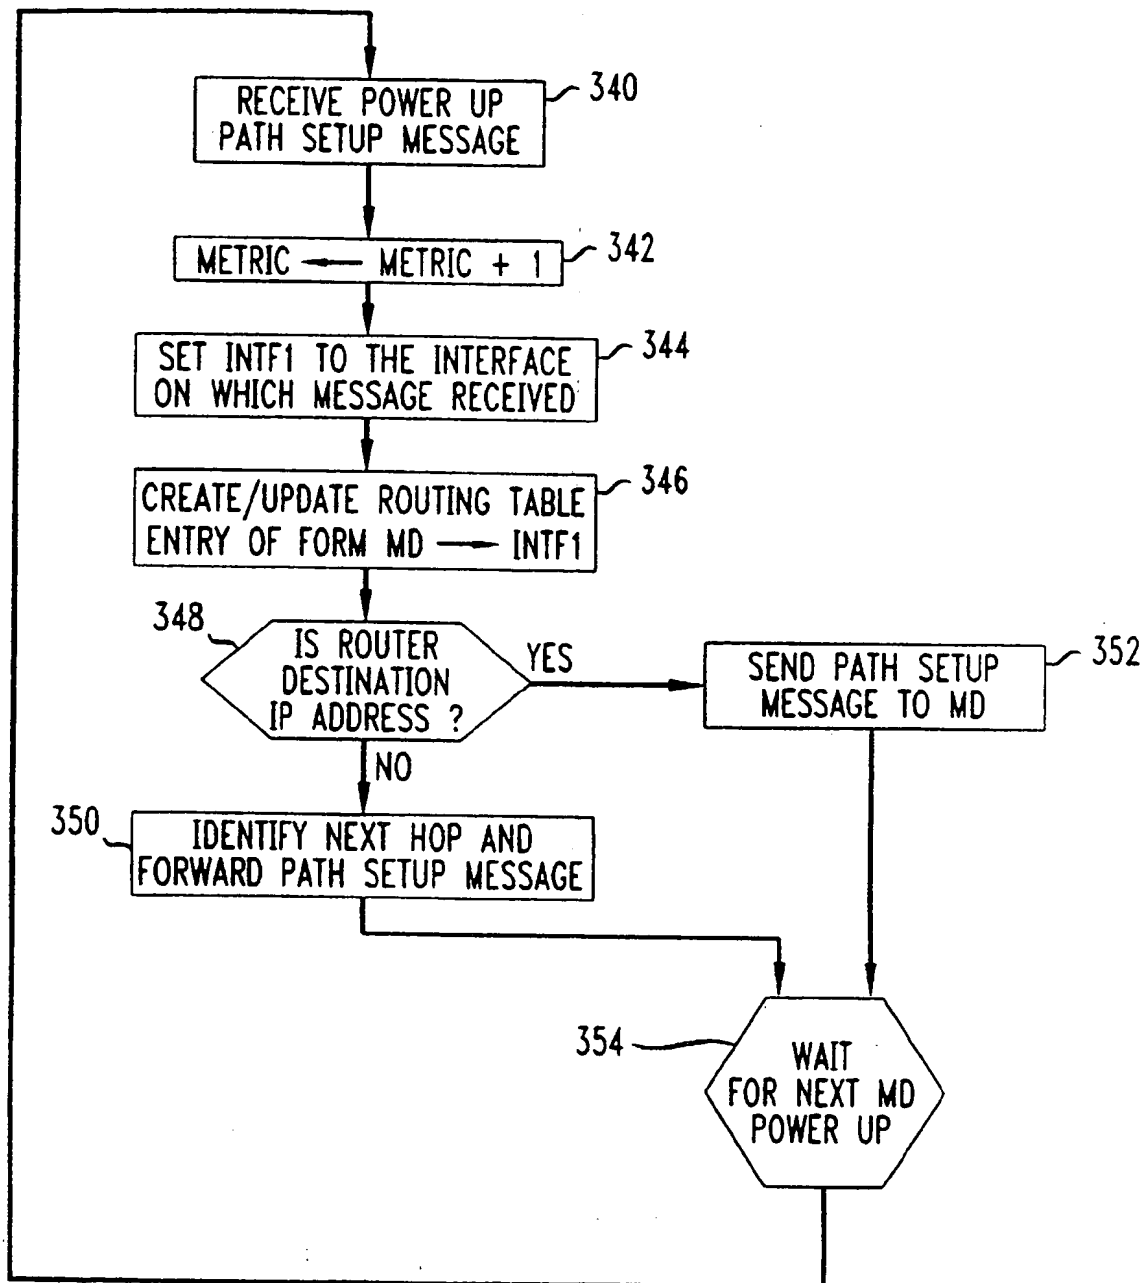 RECEIVE POWER UP
PATH SETUP MESSAGE
340
METRIC ← METRIC + 1
342
SET INTF1 TO THE INTERFACE
ON WHICH MESSAGE RECEIVED
344
CREATE/UPDATE ROUTING TABLE
ENTRY OF FORM MD → INTF1
346
348
IS ROUTER
DESTINATION
IP ADDRESS ?
YES
NO
SEND PATH SETUP
MESSAGE TO MD
352
350
IDENTIFY NEXT HOP AND
FORWARD PATH SETUP MESSAGE
354
WAIT
FOR NEXT MD
POWER UP